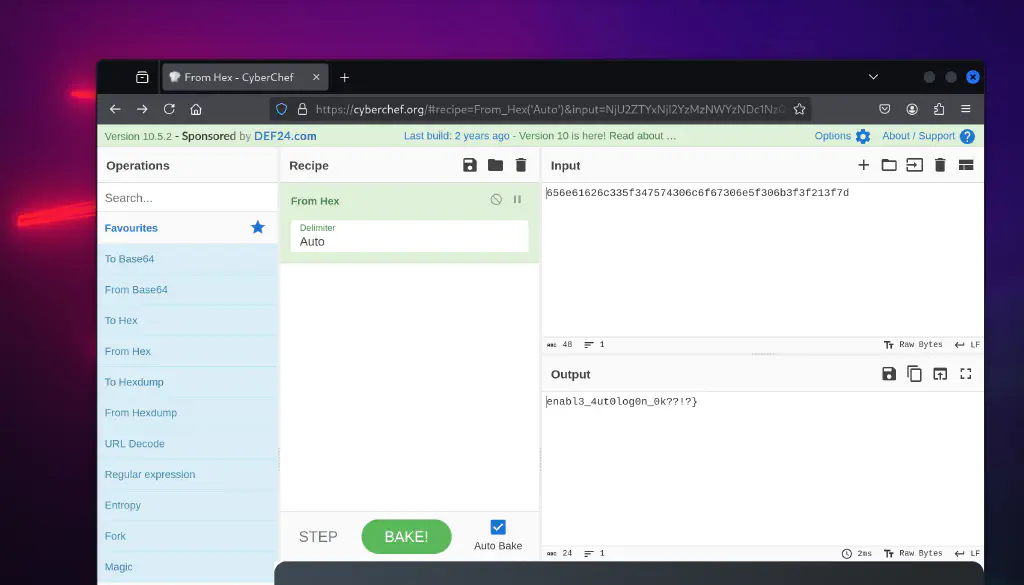 From Hex - CyberChef
https://cyberchef.org/#recipe=From_Hex('Auto')&input=NjU2ZTYxNjI2YzMzNWYzNDc1Nz
Version 10.5.2 - Sponsored by DEF24.com
Last build: 2 years ago - Version 10 is here! Read about ...
Options
About / Support
Operations
Recipe
Input
Search...
From Hex
656e61626c335f347574306c6f67306e5f306b3f3f213f7d
Favourites
Delimiter
Auto
To Base64
From Base64
To Hex
From Hex
48
1
Raw Bytes
LF
Output
To Hexdump
From Hexdump
enabl3_4ut0log0n_0k??!?}
URL Decode
Regular expression
Entropy
Fork
STEP
BAKE!
Auto Bake
24
1
2ms
Raw Bytes
LF
Magic